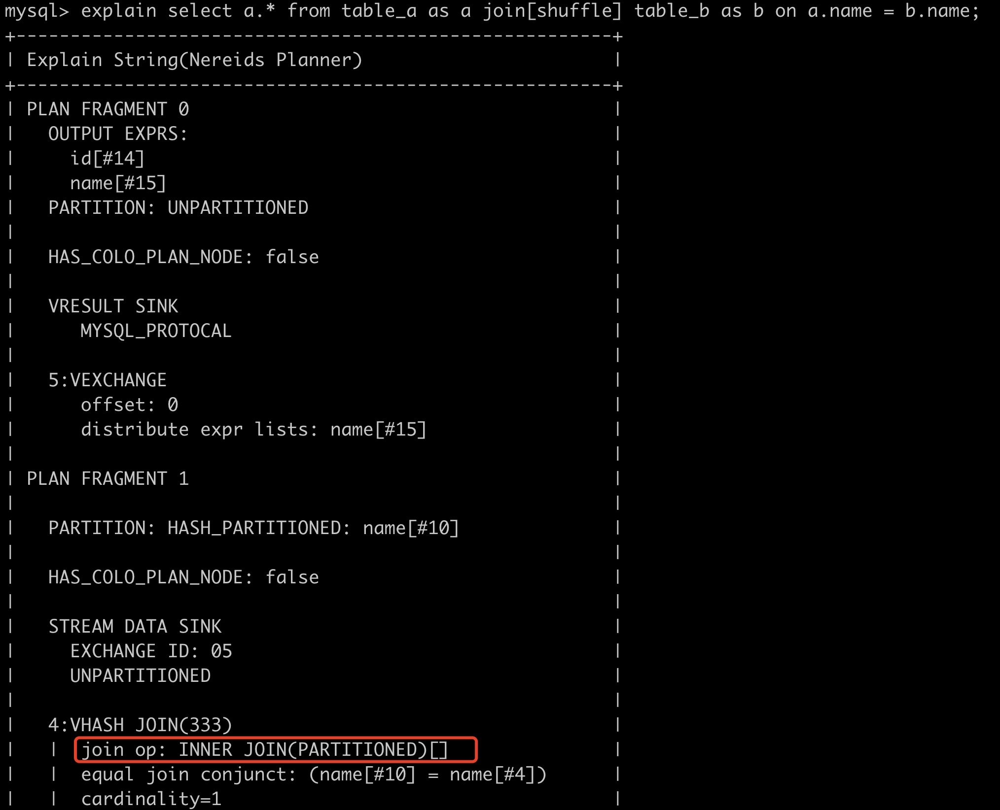 mysql> explain select a.* from table_a as a join[shuffle] table_b as b on a.name = b.name;
+-------------------------------------------------------+
| Explain String(Nereids Planner)                       |
+-------------------------------------------------------+
| PLAN FRAGMENT 0                                       |
|   OUTPUT EXPRS:                                       |
|     id[#14]                                           |
|     name[#15]                                         |
|   PARTITION: UNPARTITIONED                            |
|                                                       |
|   HAS_COLO_PLAN_NODE: false                           |
|                                                       |
|   VRESULT SINK                                        |
|      MYSQL_PROTOCAL                                   |
|                                                       |
|   5:VEXCHANGE                                         |
|      offset: 0                                        |
|      distribute expr lists: name[#15]                 |
|                                                       |
| PLAN FRAGMENT 1                                       |
|                                                       |
|   PARTITION: HASH_PARTITIONED: name[#10]              |
|                                                       |
|   HAS_COLO_PLAN_NODE: false                           |
|                                                       |
|   STREAM DATA SINK                                    |
|     EXCHANGE ID: 05                                   |
|     UNPARTITIONED                                     |
|                                                       |
|   4:VHASH JOIN(333)                                   |
|   |  join op: INNER JOIN(PARTITIONED)[]               |
|   |  equal join conjunct: (name[#10] = name[#4])      |
|   |  cardinality=1                                    |